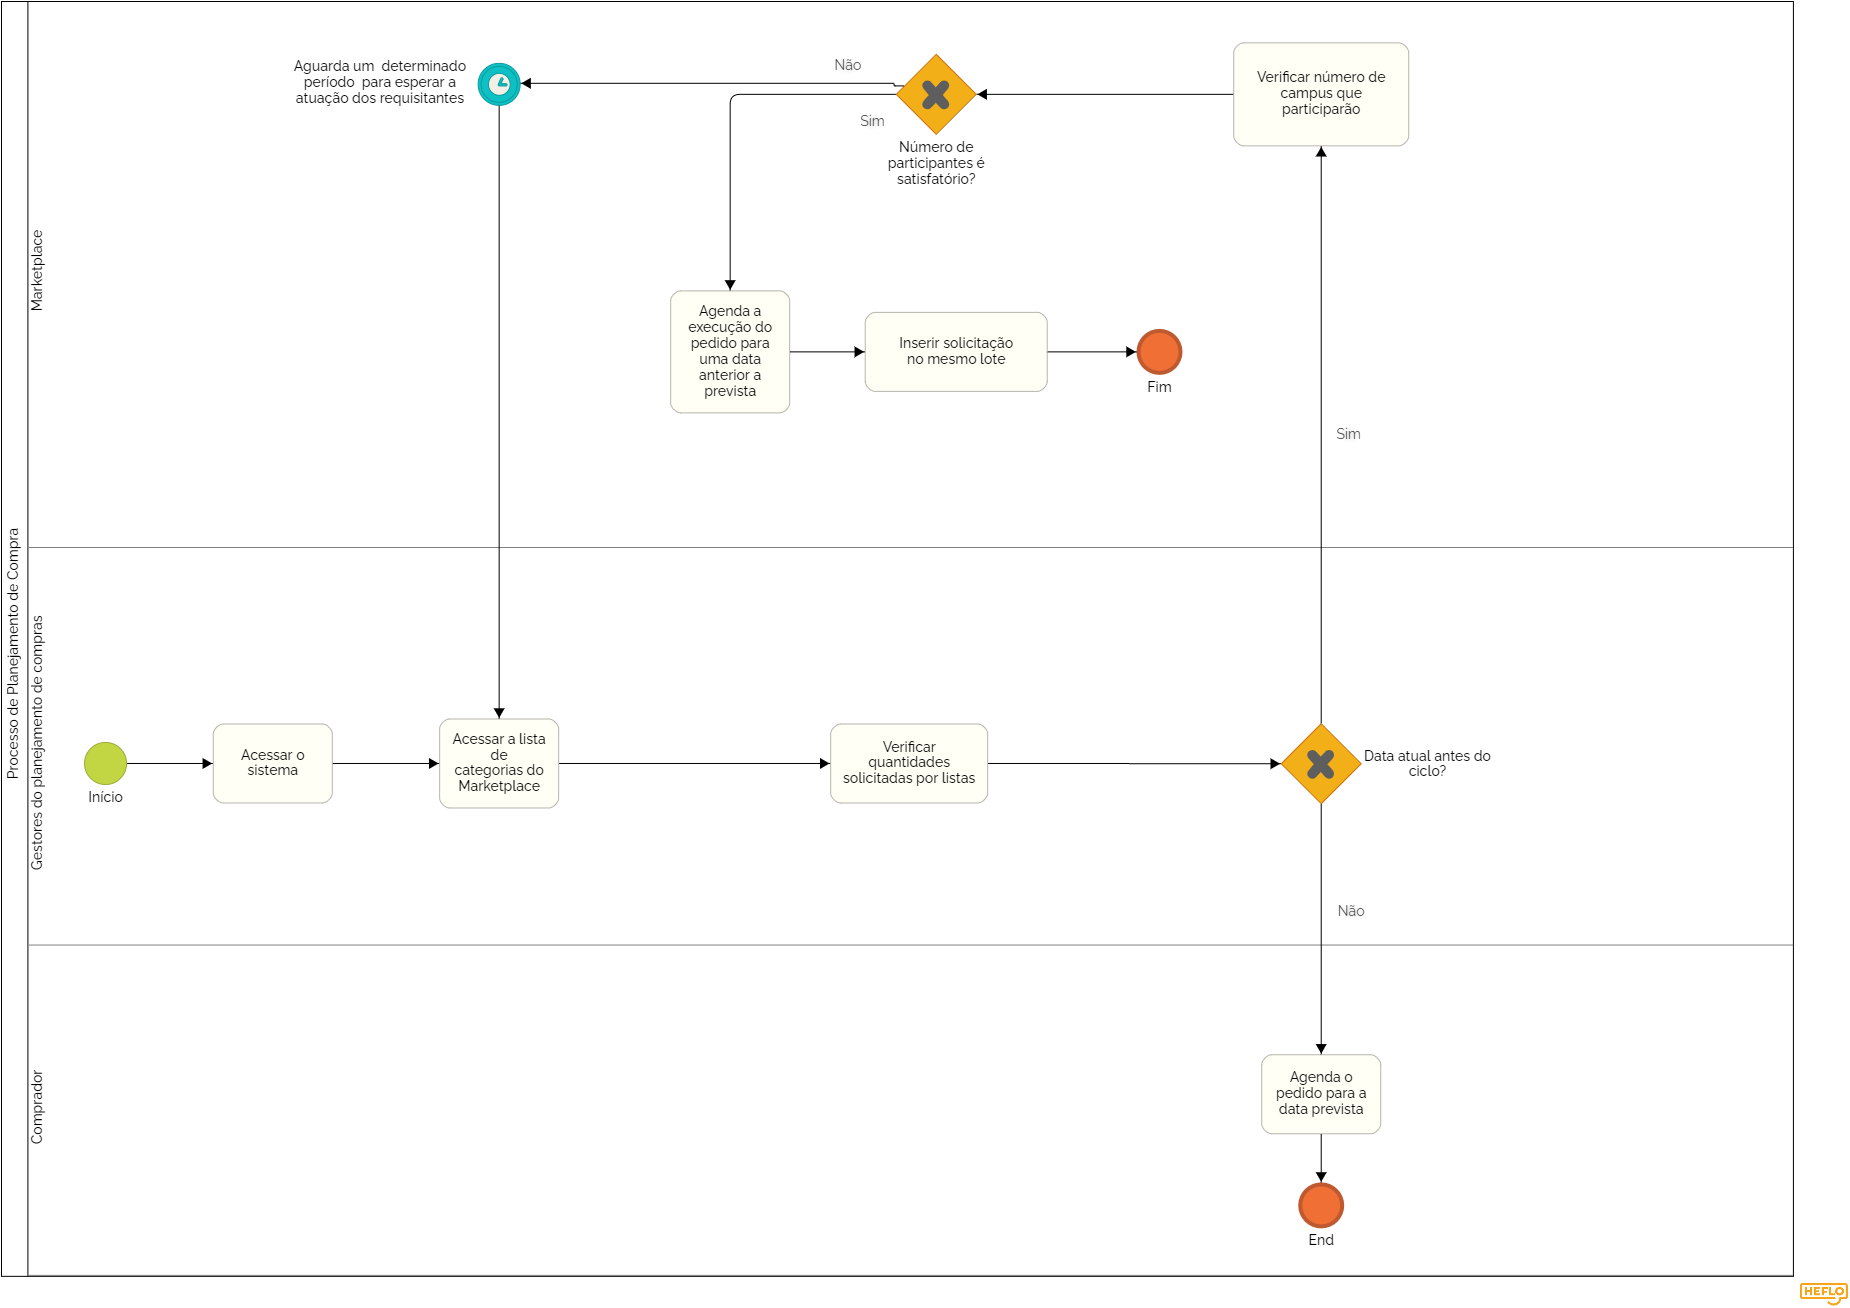 Processo de Planejamento de Compra
Marketplace
Aguarda um determinado
período para esperar a
atuação dos requisitantes
Não
Sim
Número de
participantes é
satisfatório?
Verificar número de
campus que
participarão
Agenda a
execução do
pedido para
uma data
anterior a
prevista
Inserir solicitação
no mesmo lote
Fim
Sim
Gestores do planejamento de compras
Início
Acessar o
sistema
Acessar a lista
de
categorias do
Marketplace
Verificar
quantidades
solicitadas por listas
Data atual antes do
ciclo?
Não
Comprador
Agenda o
pedido para a
data prevista
End
HEFLO